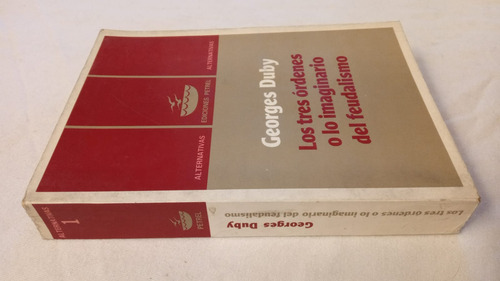 Georges Duby
Los tres órdenes
o lo imaginario
del feudalismo
ALTERNATIVAS
EDICIONES PETREL
ALTERNATIVAS
ALTERNATIVAS
1
PETREL
Georges Duby
Los tres órdenes o lo imaginario del feudalismo